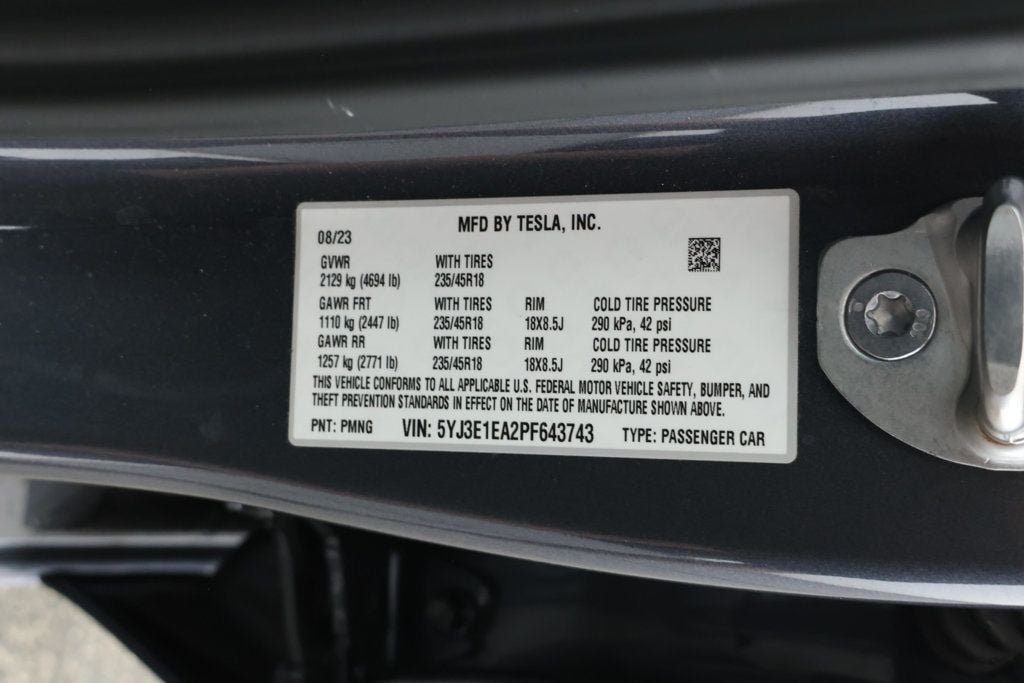 MFD BY TESLA, INC.
08/23
GVWR WITH TIRES
2129 kg (4694 lb) 235/45R18
GAWR FRT WITH TIRES RIM COLD TIRE PRESSURE
1110 kg (2447 lb) 235/45R18 18X8.5J 290 kPa, 42 psi
GAWR RR WITH TIRES RIM COLD TIRE PRESSURE
1257 kg (2771 lb) 235/45R18 18X8.5J 290 kPa, 42 psi
THIS VEHICLE CONFORMS TO ALL APPLICABLE U.S. FEDERAL MOTOR VEHICLE SAFETY, BUMPER, AND
THEFT PREVENTION STANDARDS IN EFFECT ON THE DATE OF MANUFACTURE SHOWN ABOVE.
PNT: PMNG VIN: 5YJ3E1EA2PF643743 TYPE: PASSENGER CAR